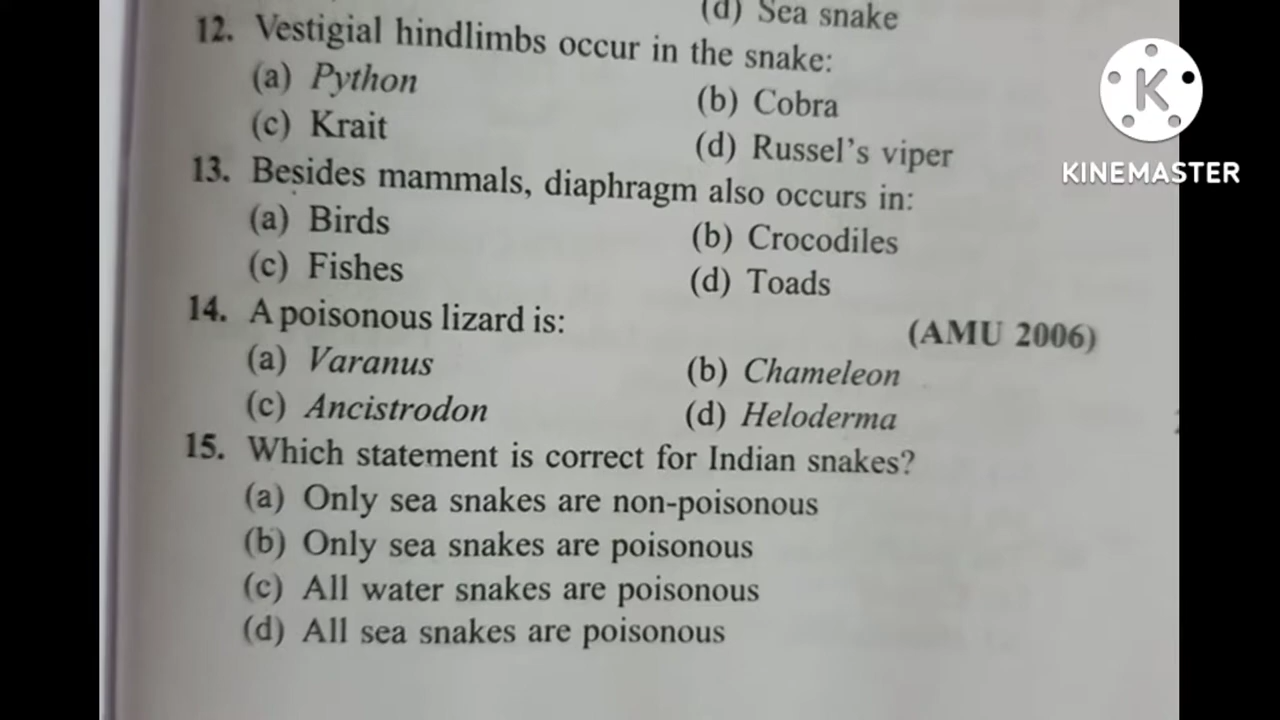 (d) Sea snake
12. Vestigial hindlimbs occur in the snake:
(a) Python
(b) Cobra
(c) Krait
(d) Russel's viper
13. Besides mammals, diaphragm also occurs in:
(a) Birds
(b) Crocodiles
(c) Fishes
(d) Toads
14. A poisonous lizard is:
(AMU 2006)
(a) Varanus
(b) Chameleon
(c) Ancistrodon
(d) Heloderma
15. Which statement is correct for Indian snakes?
(a) Only sea snakes are non-poisonous
(b) Only sea snakes are poisonous
(c) All water snakes are poisonous
(d) All sea snakes are poisonous
K
KINEMASTER